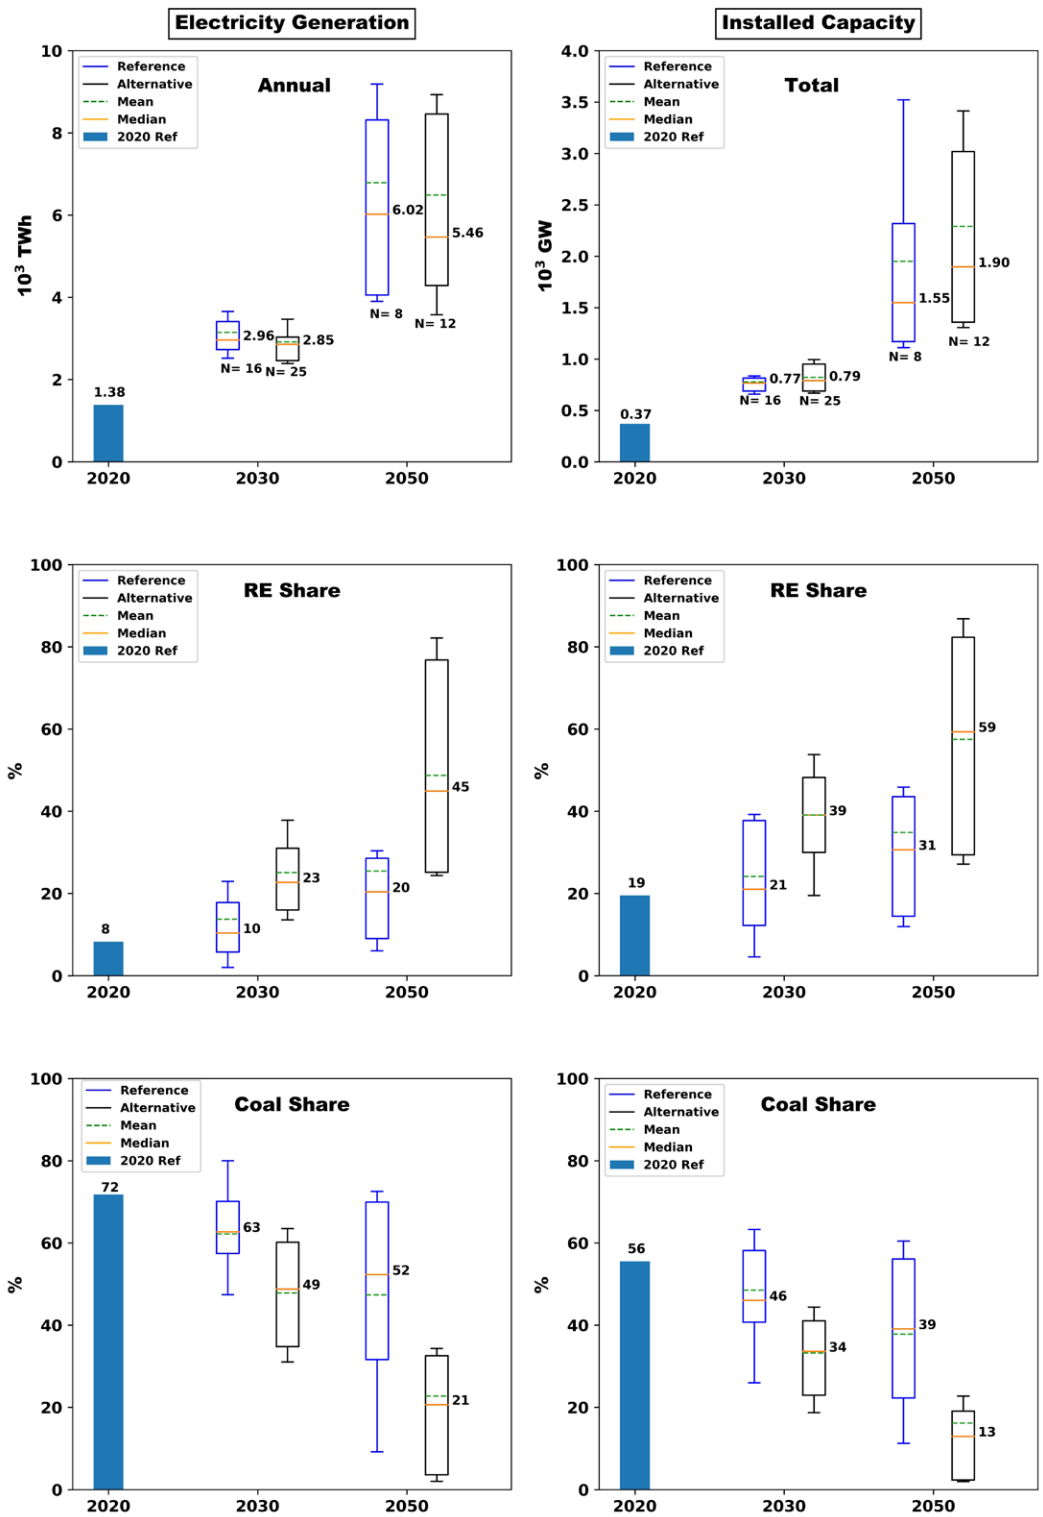 Electricity Generation
Installed Capacity
Annual
Reference
Alternative
Mean
Median
2020 Ref
10³ TWh
10
8
6
4
2
0
1.38
2.96
2.85
6.02
5.46
N= 16
N= 25
N= 8
N= 12
2020
2030
2050
Total
Reference
Alternative
Mean
Median
2020 Ref
10³ GW
4.0
3.5
3.0
2.5
2.0
1.5
1.0
0.5
0.0
0.37
0.77
0.79
1.55
1.90
N= 16
N= 25
N= 8
N= 12
2020
2030
2050
RE Share
Reference
Alternative
Mean
Median
2020 Ref
%
100
80
60
40
20
0
8
10
23
20
45
2020
2030
2050
RE Share
Reference
Alternative
Mean
Median
2020 Ref
%
100
80
60
40
20
0
19
21
39
31
59
2020
2030
2050
Coal Share
Reference
Alternative
Mean
Median
2020 Ref
%
100
80
60
40
20
0
72
63
49
52
21
2020
2030
2050
Coal Share
Reference
Alternative
Mean
Median
2020 Ref
%
100
80
60
40
20
0
56
46
34
39
13
2020
2030
2050